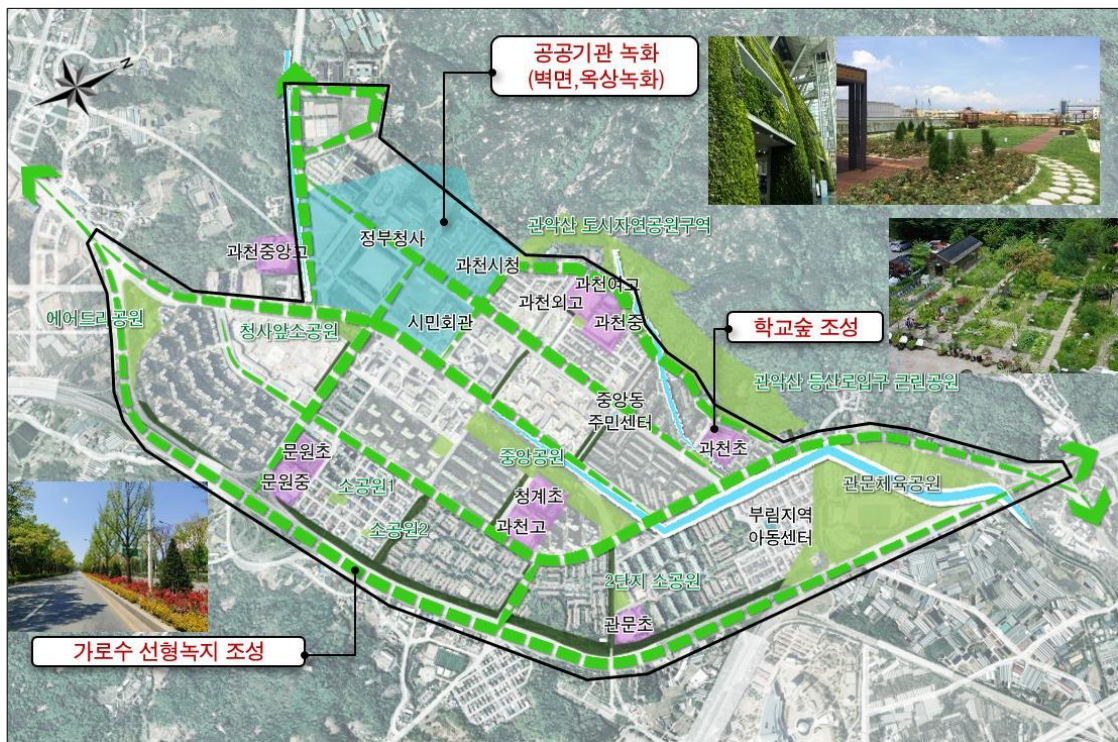 공공기관 녹화
(벽면,옥상녹화)
N
관악산 도시자연공원구역
정부청사
과천중앙고
과천시청
과천여고
과천외고
과천중
에어드리공원
청사앞소공원
시민회관
학교숲 조성
관악산 등산로입구 근린공원
중앙동
주민센터
과천초
문원초
문원중
중앙공원
소공원1
청계초
과천고
관문체육공원
소공원2
부림지역
아동센터
2단지 소공원
관문초
가로수 선형녹지 조성